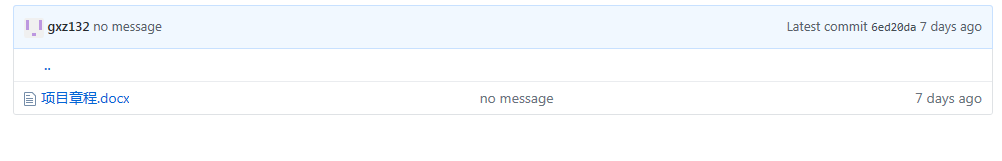 gxz132 no message Latest commit 6ed20da 7 days ago
..
项目章程.docx no message 7 days ago